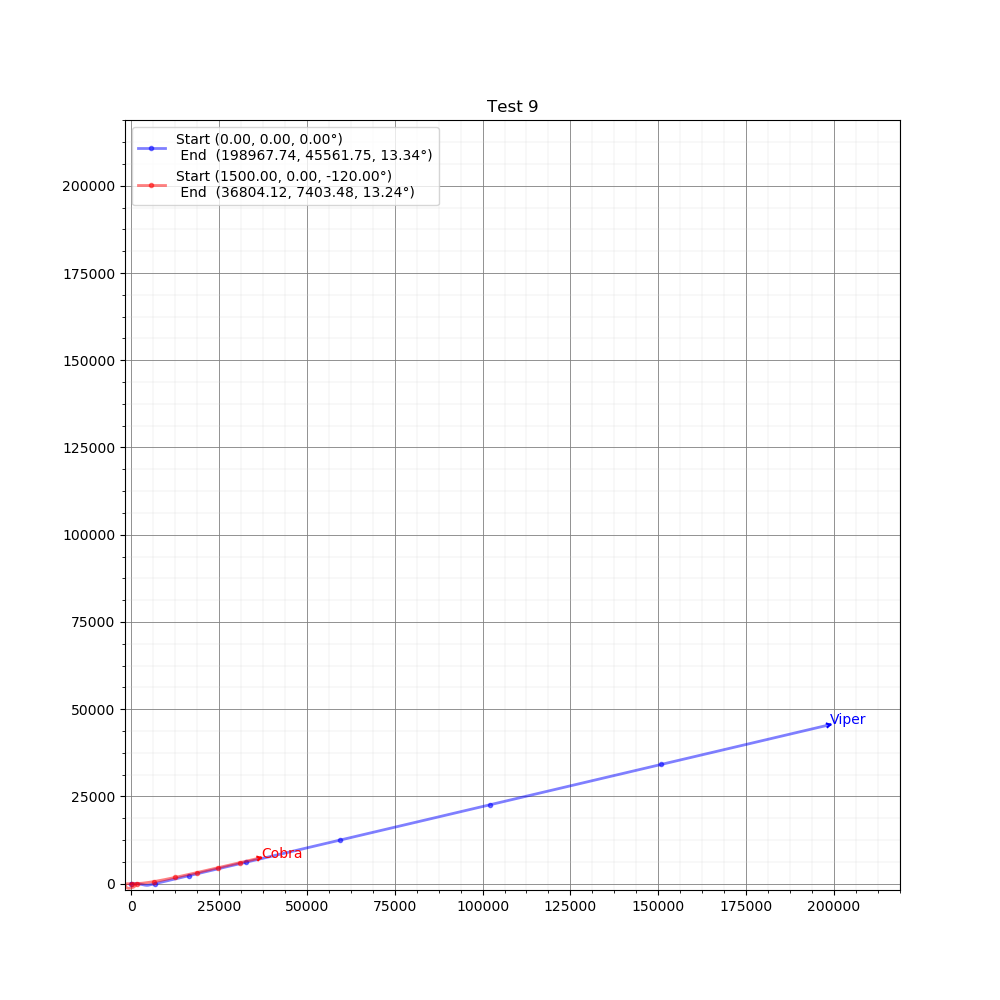 Test 9
Start (0.00, 0.00, 0.00°)
End (198967.74, 45561.75, 13.34°)
Start (1500.00, 0.00, -120.00°)
End (36804.12, 7403.48, 13.24°)
200000
175000
150000
125000
100000
75000
50000
25000
0
Viper
Cobra
0 25000 50000 75000 100000 125000 150000 175000 200000